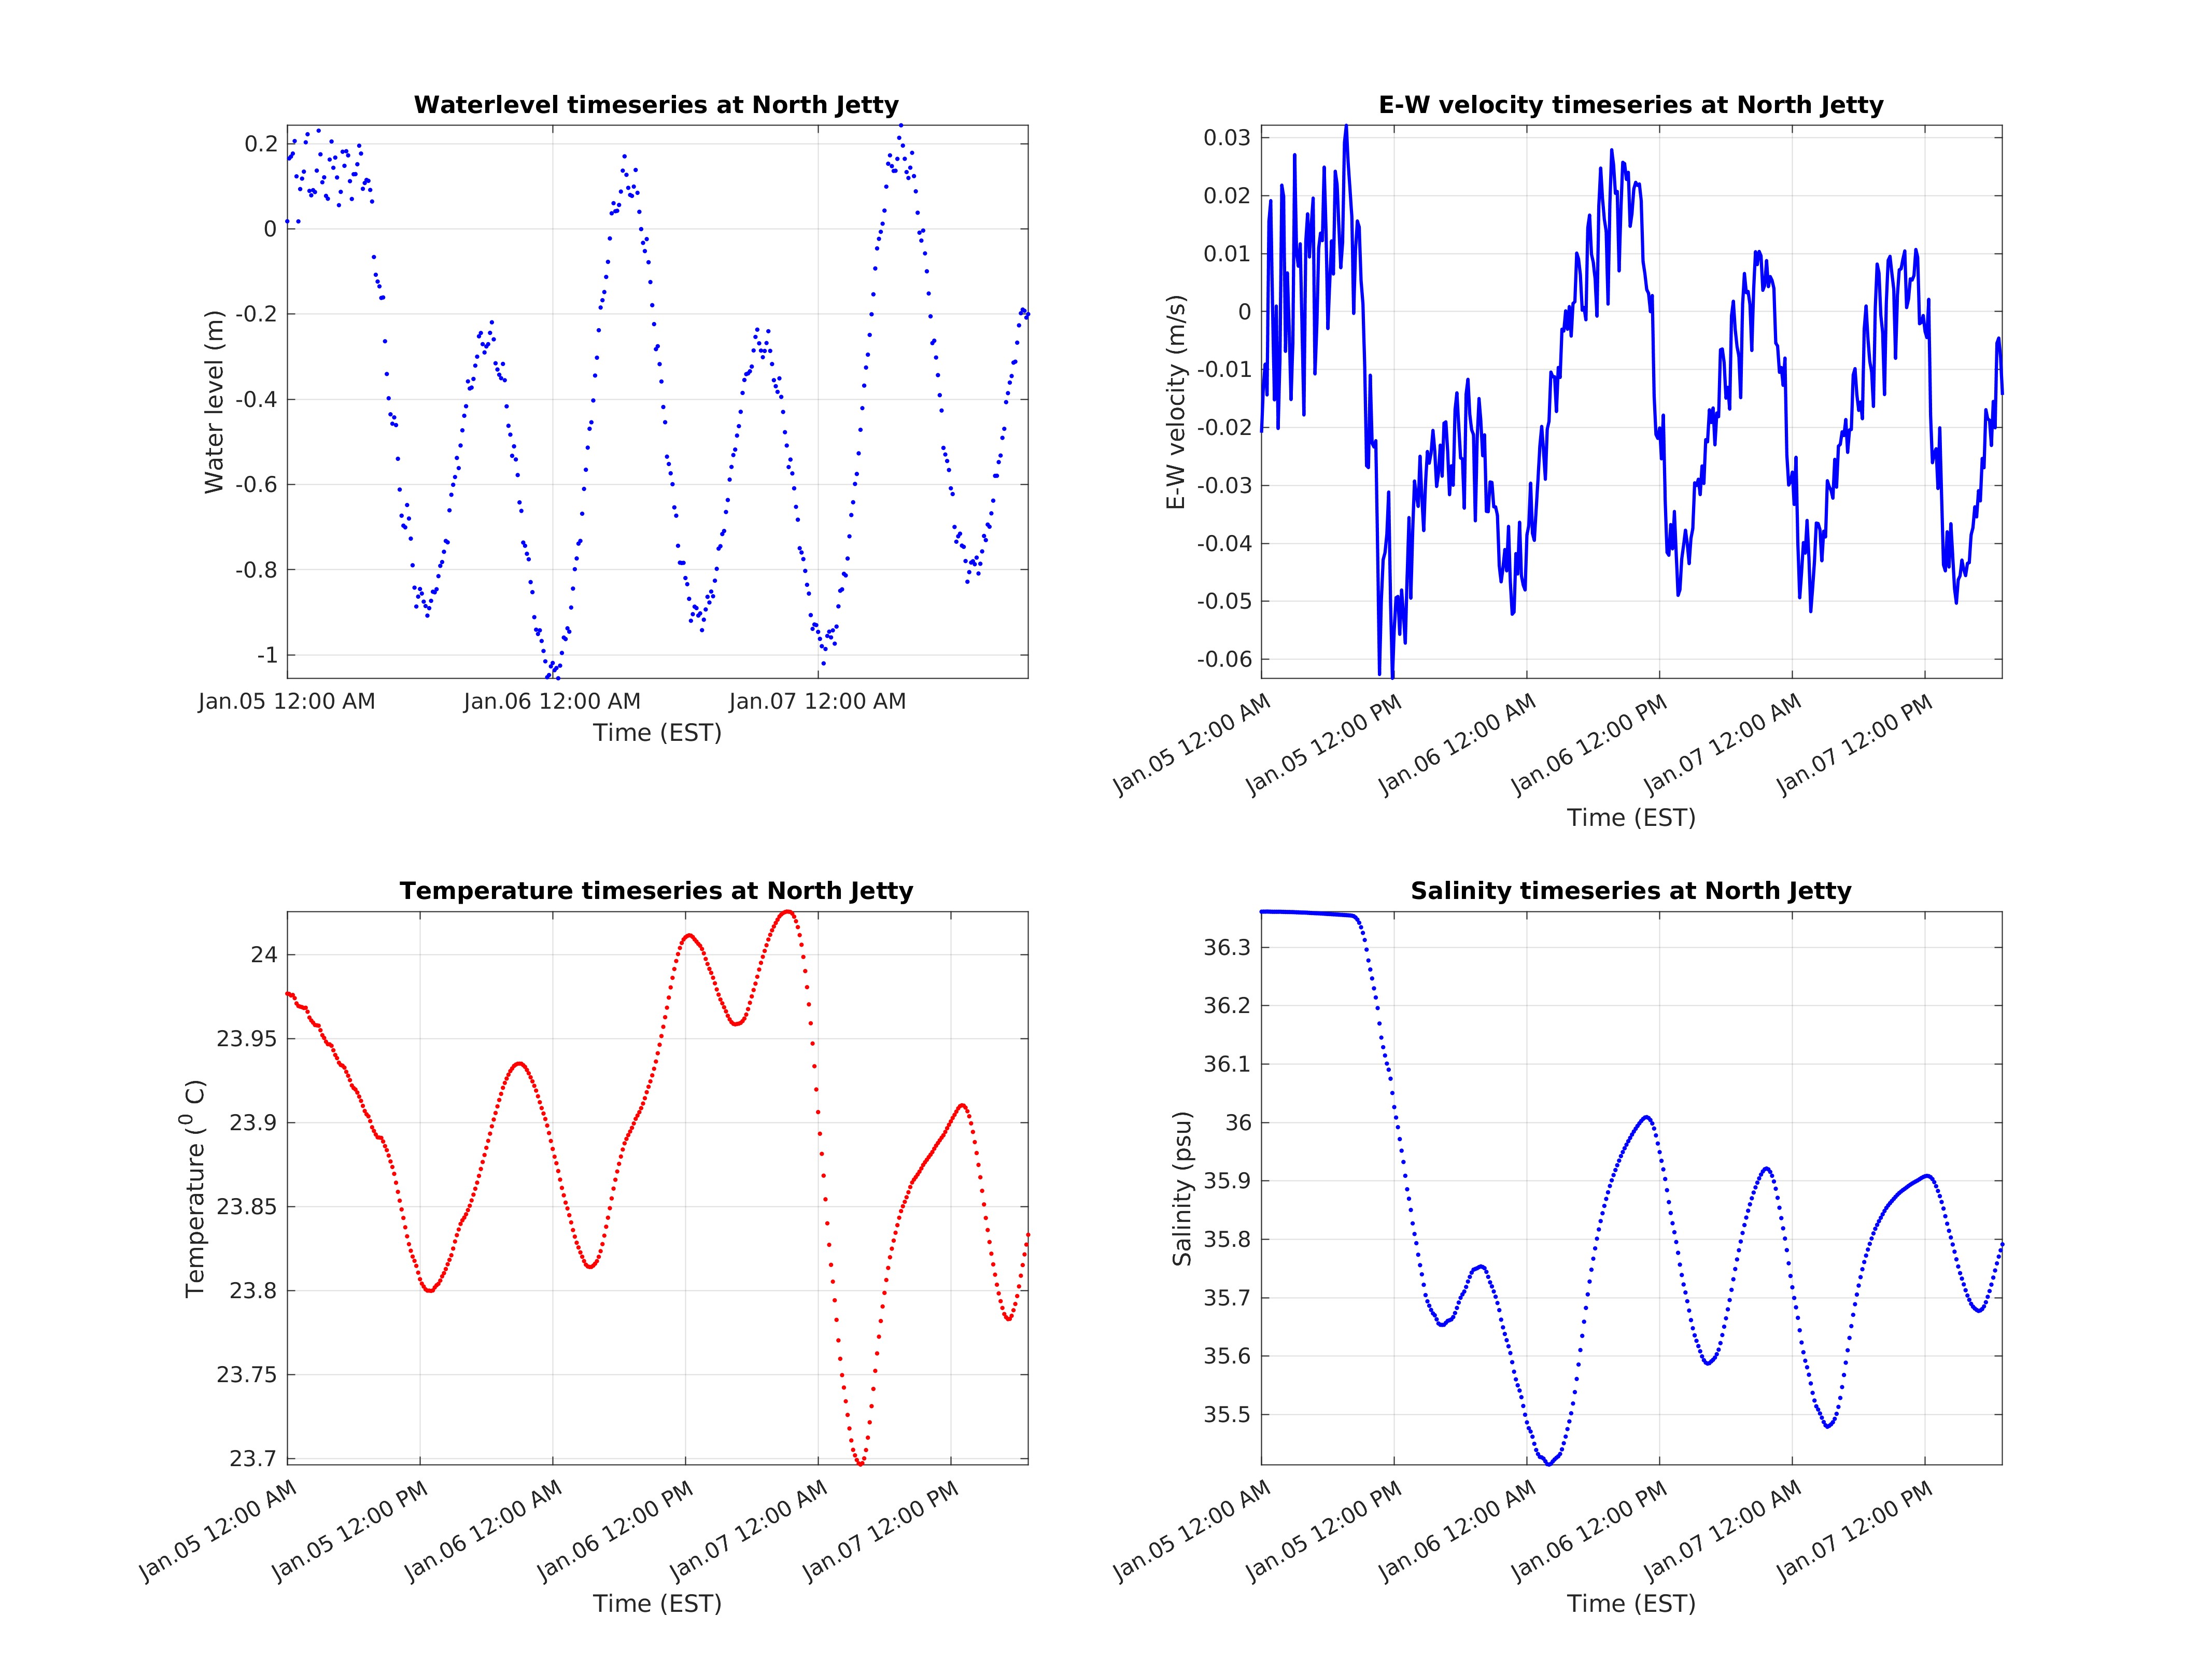 Waterlevel timeseries at North Jetty
0.2
0
-0.2
-0.4
-0.6
-0.8
-1
Water level (m)
Jan.05 12:00 AM
Jan.06 12:00 AM
Jan.07 12:00 AM
Time (EST)
E-W velocity timeseries at North Jetty
0.03
0.02
0.01
0
-0.01
-0.02
-0.03
-0.04
-0.05
-0.06
E-W velocity (m/s)
Jan.05 12:00 AM
Jan.05 12:00 PM
Jan.06 12:00 AM
Jan.06 12:00 PM
Jan.07 12:00 AM
Jan.07 12:00 PM
Time (EST)
Temperature timeseries at North Jetty
24
23.95
23.9
23.85
23.8
23.75
23.7
Temperature (⁰ C)
Jan.05 12:00 AM
Jan.05 12:00 PM
Jan.06 12:00 AM
Jan.06 12:00 PM
Jan.07 12:00 AM
Jan.07 12:00 PM
Time (EST)
Salinity timeseries at North Jetty
36.3
36.2
36.1
36
35.9
35.8
35.7
35.6
35.5
Salinity (psu)
Jan.05 12:00 AM
Jan.05 12:00 PM
Jan.06 12:00 AM
Jan.06 12:00 PM
Jan.07 12:00 AM
Jan.07 12:00 PM
Time (EST)